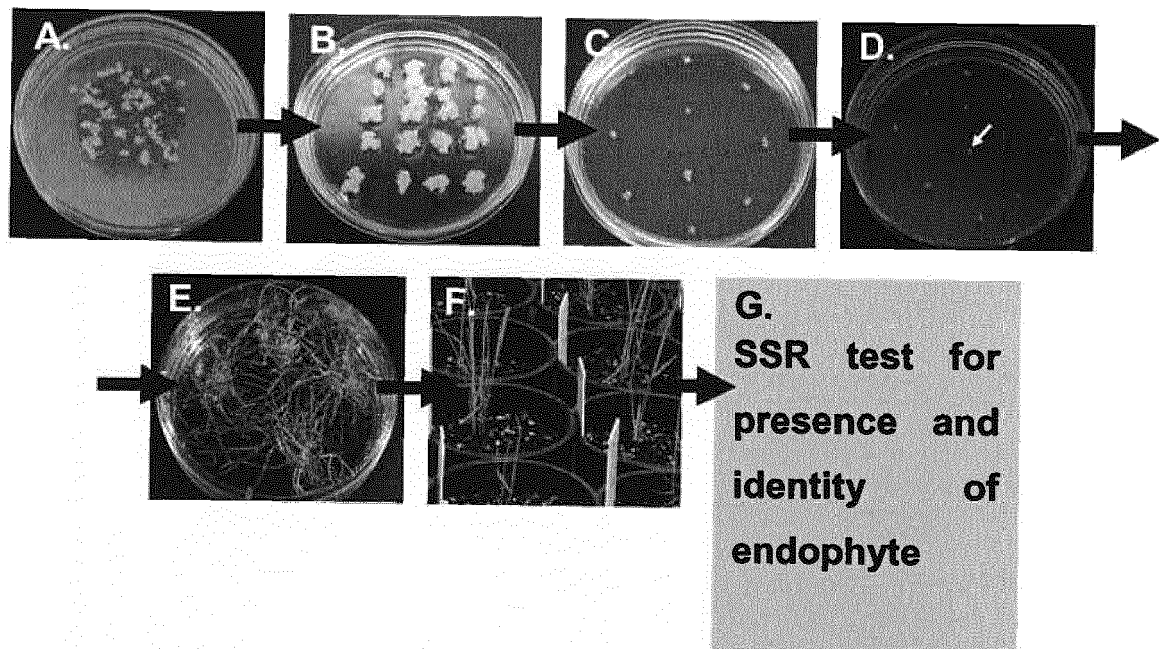 A.
B.
C.
D.
E.
F.
G.
SSR test for
presence and
identity of
endophyte